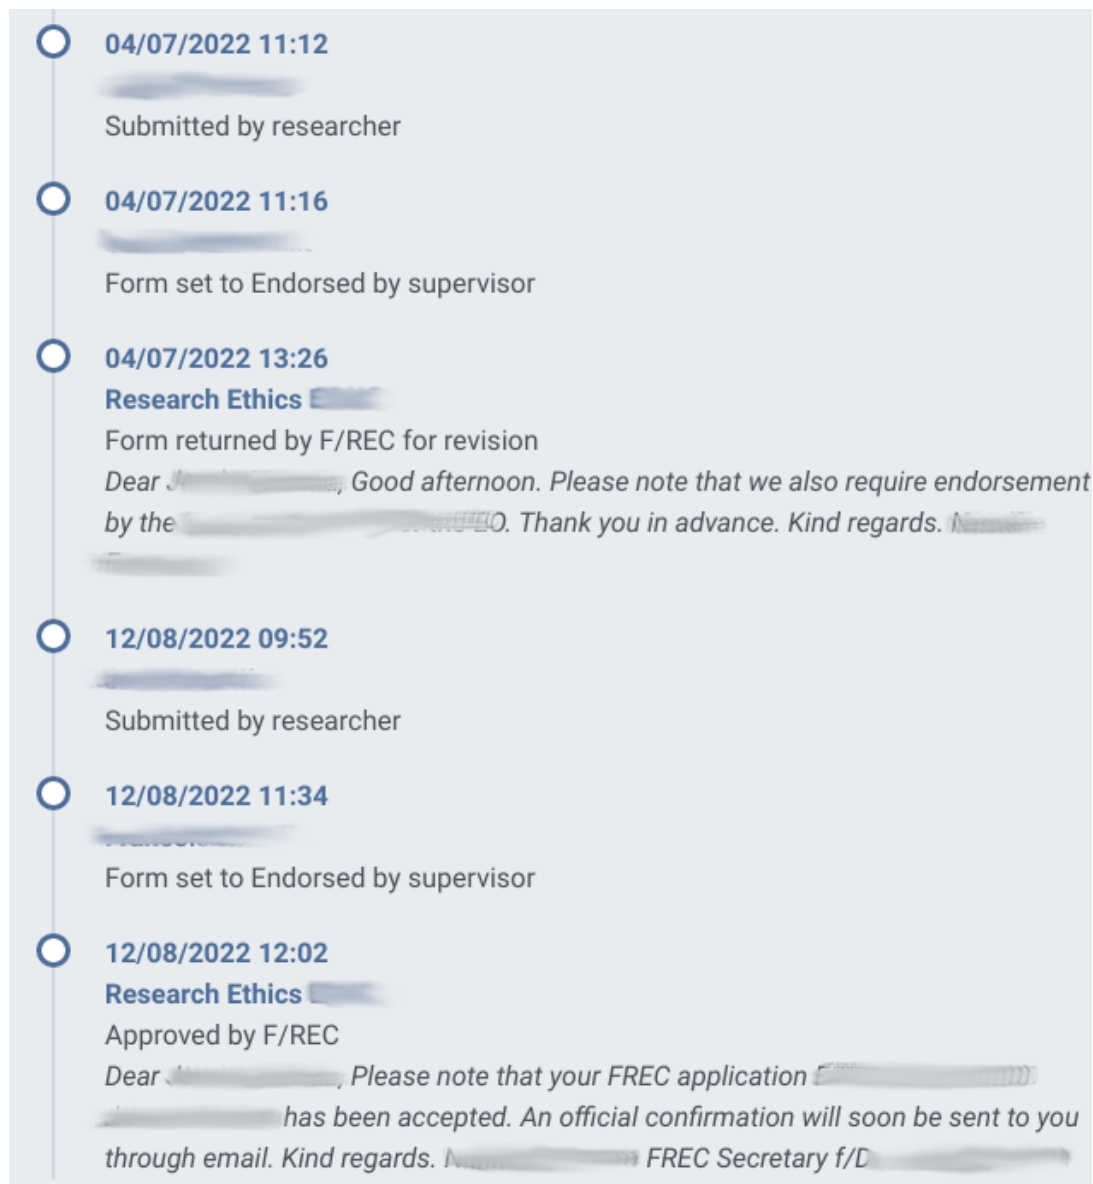 04/07/2022 11:12
Submitted by researcher
04/07/2022 11:16
Form set to Endorsed by supervisor
04/07/2022 13:26
Research Ethics
Form returned by F/REC for revision
Dear , Good afternoon. Please note that we also require endorsement
by the . Thank you in advance. Kind regards.
12/08/2022 09:52
Submitted by researcher
12/08/2022 11:34
Form set to Endorsed by supervisor
12/08/2022 12:02
Research Ethics
Approved by F/REC
Dear , Please note that your FREC application
has been accepted. An official confirmation will soon be sent to you
through email. Kind regards. FREC Secretary f/D